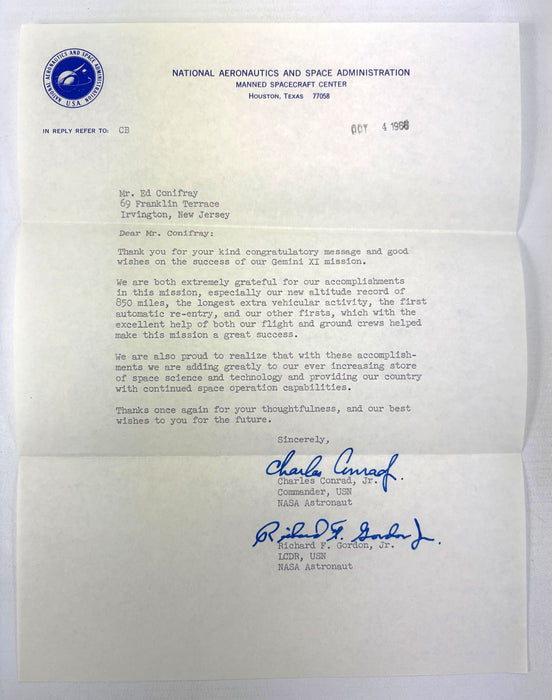 NATIONAL AERONAUTICS AND SPACE ADMINISTRATION
U.S.A.
NATIONAL AERONAUTICS AND SPACE ADMINISTRATION
MANNED SPACECRAFT CENTER
HOUSTON, TEXAS 77058
IN REPLY REFER TO: CB
OCT 4 1966
Mr. Ed Conifray
69 Franklin Terrace
Irvington, New Jersey
Dear Mr. Conifray:
Thank you for your kind congratulatory message and good
wishes on the success of our Gemini XI mission.
We are both extremely grateful for our accomplishments
in this mission, especially our new altitude record of
850 miles, the longest extra vehicular activity, the first
automatic re-entry, and our other firsts, which with the
excellent help of both our flight and ground crews helped
make this mission a great success.
We are also proud to realize that with these accomplish-
ments we are adding greatly to our ever increasing store
of space science and technology and providing our country
with continued space operation capabilities.
Thanks once again for your thoughtfulness, and our best
wishes to you for the future.
Sincerely,
Charles Conrad Jr.
Charles Conrad, Jr.
Commander, USN
NASA Astronaut
Richard F. Gordon Jr.
Richard F. Gordon, Jr.
LCDR, USN
NASA Astronaut